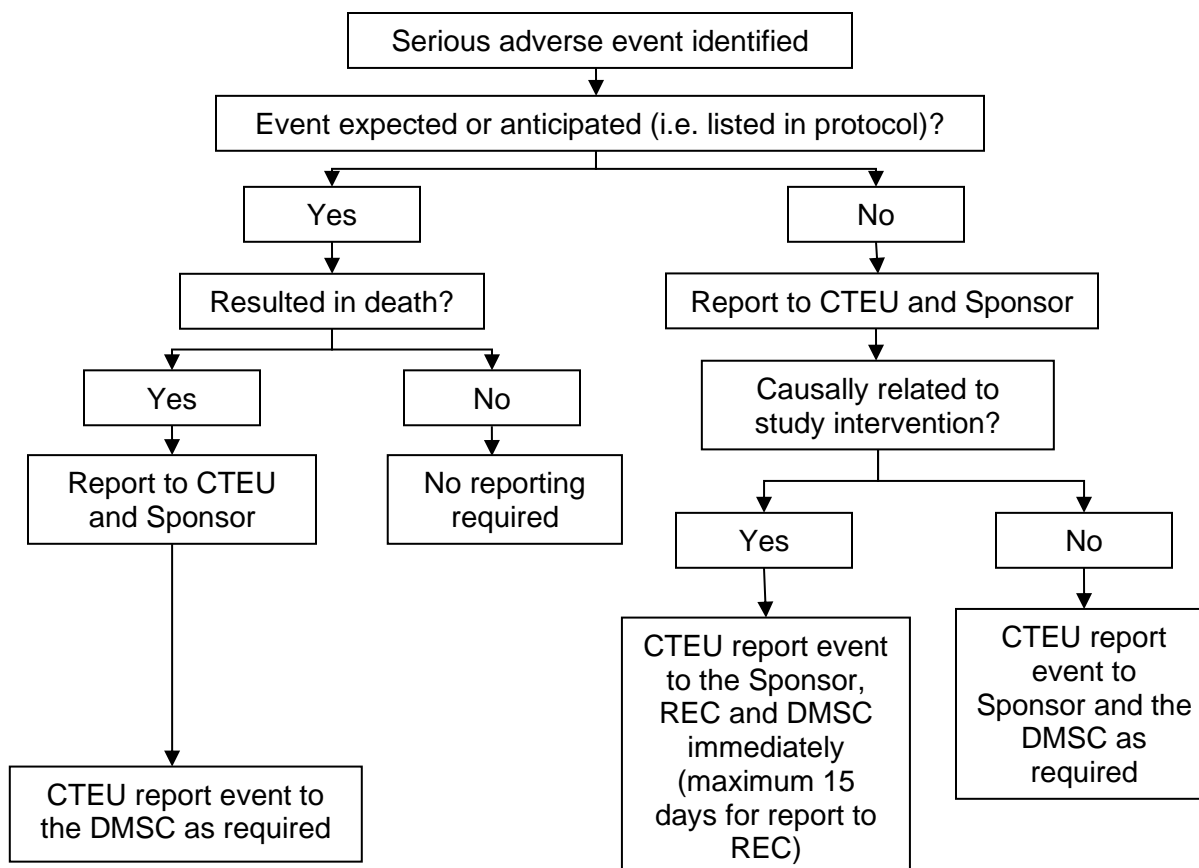 Serious adverse event identified
Event expected or anticipated (i.e. listed in protocol)?
Yes
No
Resulted in death?
Report to CTEU and Sponsor
Yes
No
Causally related to
study intervention?
Report to CTEU
and Sponsor
No reporting
required
Yes
No
CTEU report event
to the Sponsor,
REC and DMSC
immediately
(maximum 15
days for report to
REC)
CTEU report
event to
Sponsor and the
DMSC as
required
CTEU report event to
the DMSC as required